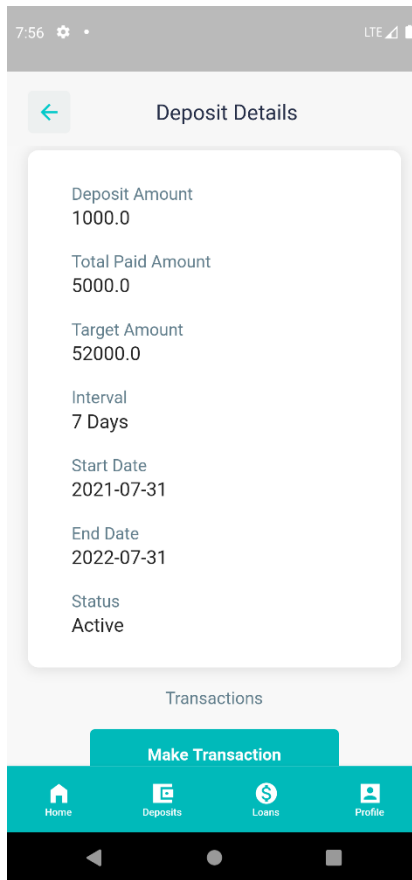 7:56
LTE
Deposit Details
Deposit Amount
1000.0
Total Paid Amount
5000.0
Target Amount
52000.0
Interval
7 Days
Start Date
2021-07-31
End Date
2022-07-31
Status
Active
Transactions
Make Transaction
Home Deposits Loans Profile